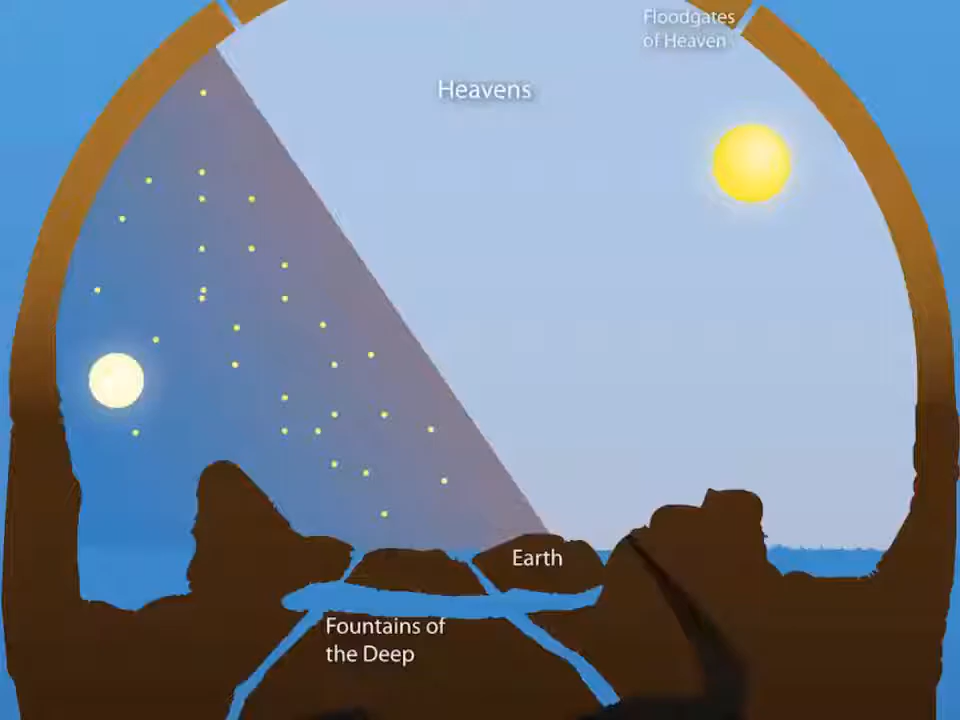 Floodgates
of Heaven
Heavens
Earth
Fountains of
the Deep